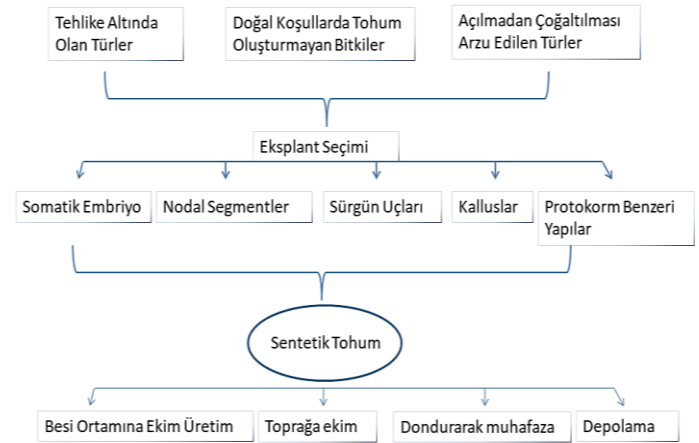 Tehlike Altında
Olan Türler
Doğal Koşullarda Tohum
Oluşturmayan Bitkiler
Açılmadan Çoğaltılması
Arzu Edilen Türler
Eksplant Seçimi
Somatik Embriyo
Nodal Segmentler
Sürgün Uçları
Kalluslar
Protokorm Benzeri
Yapılar
Sentetik Tohum
Besi Ortamına Ekim Üretim
Toprağa ekim
Dondurarak muhafaza
Depolama